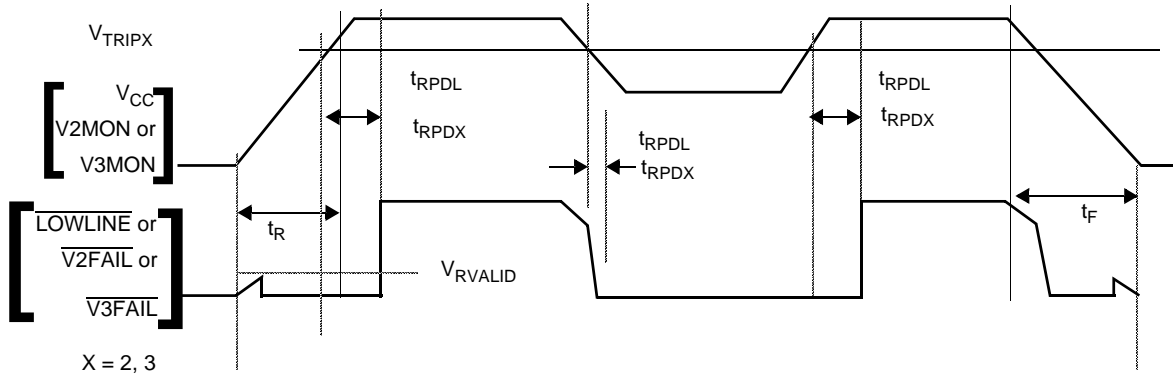 VTRIPX
VCC
V2MON or
V3MON
tRPDL
tRPDX
tRPDL
tRPDX
tRPDL
tRPDX
LOWLINE or
V2FAIL or
V3FAIL
tR
VRVALID
tF
X = 2, 3